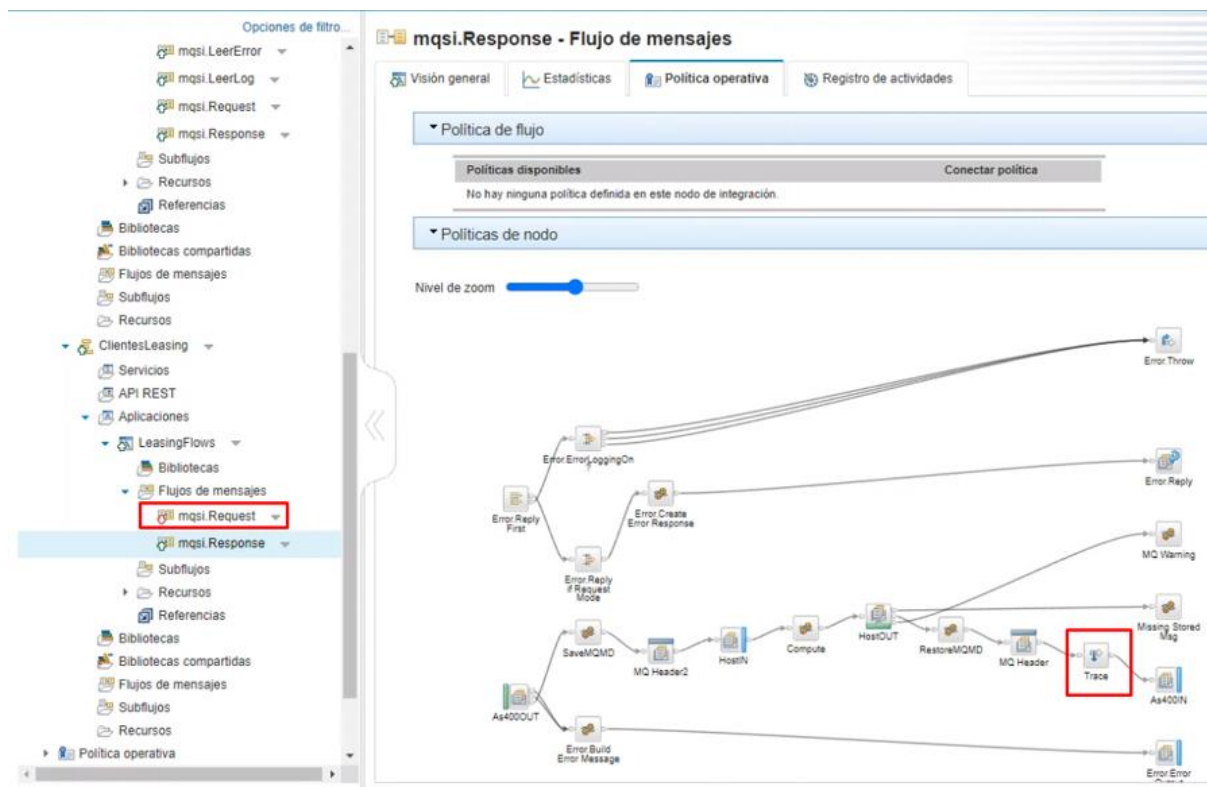 Opciones de filtro...
mqsi.LeerError
mqsi.LeerLog
mqsi.Request
mqsi.Response
Subflujos
Recursos
Referencias
Bibliotecas
Bibliotecas compartidas
Flujos de mensajes
Subflujos
Recursos
ClientesLeasing
Servicios
API REST
Aplicaciones
LeasingFlows
Bibliotecas
Flujos de mensajes
mqsi.Request
mqsi.Response
Subflujos
Recursos
Referencias
Bibliotecas
Bibliotecas compartidas
Flujos de mensajes
Subflujos
Recursos
Política operativa
mqsi.Response - Flujo de mensajes
Visión general
Estadísticas
Política operativa
Registro de actividades
Política de flujo
Políticas disponibles
Conectar política
No hay ninguna política definida en este nodo de integración.
Políticas de nodo
Nivel de zoom
Error.Throw
Error.ErrorLoggingOn
?
Error.Reply
Error.Reply
First
Error.Create
Error Response
MQ Warning
Error.Reply
if Request
Mode
Missing Stored
Msg
SaveMQMD
MQ Header2
HostIN
Compute
HostOUT
RestoreMQMD
MQ Header
Trace
As400IN
As400OUT
Error.Build
Error Message
Error.Error